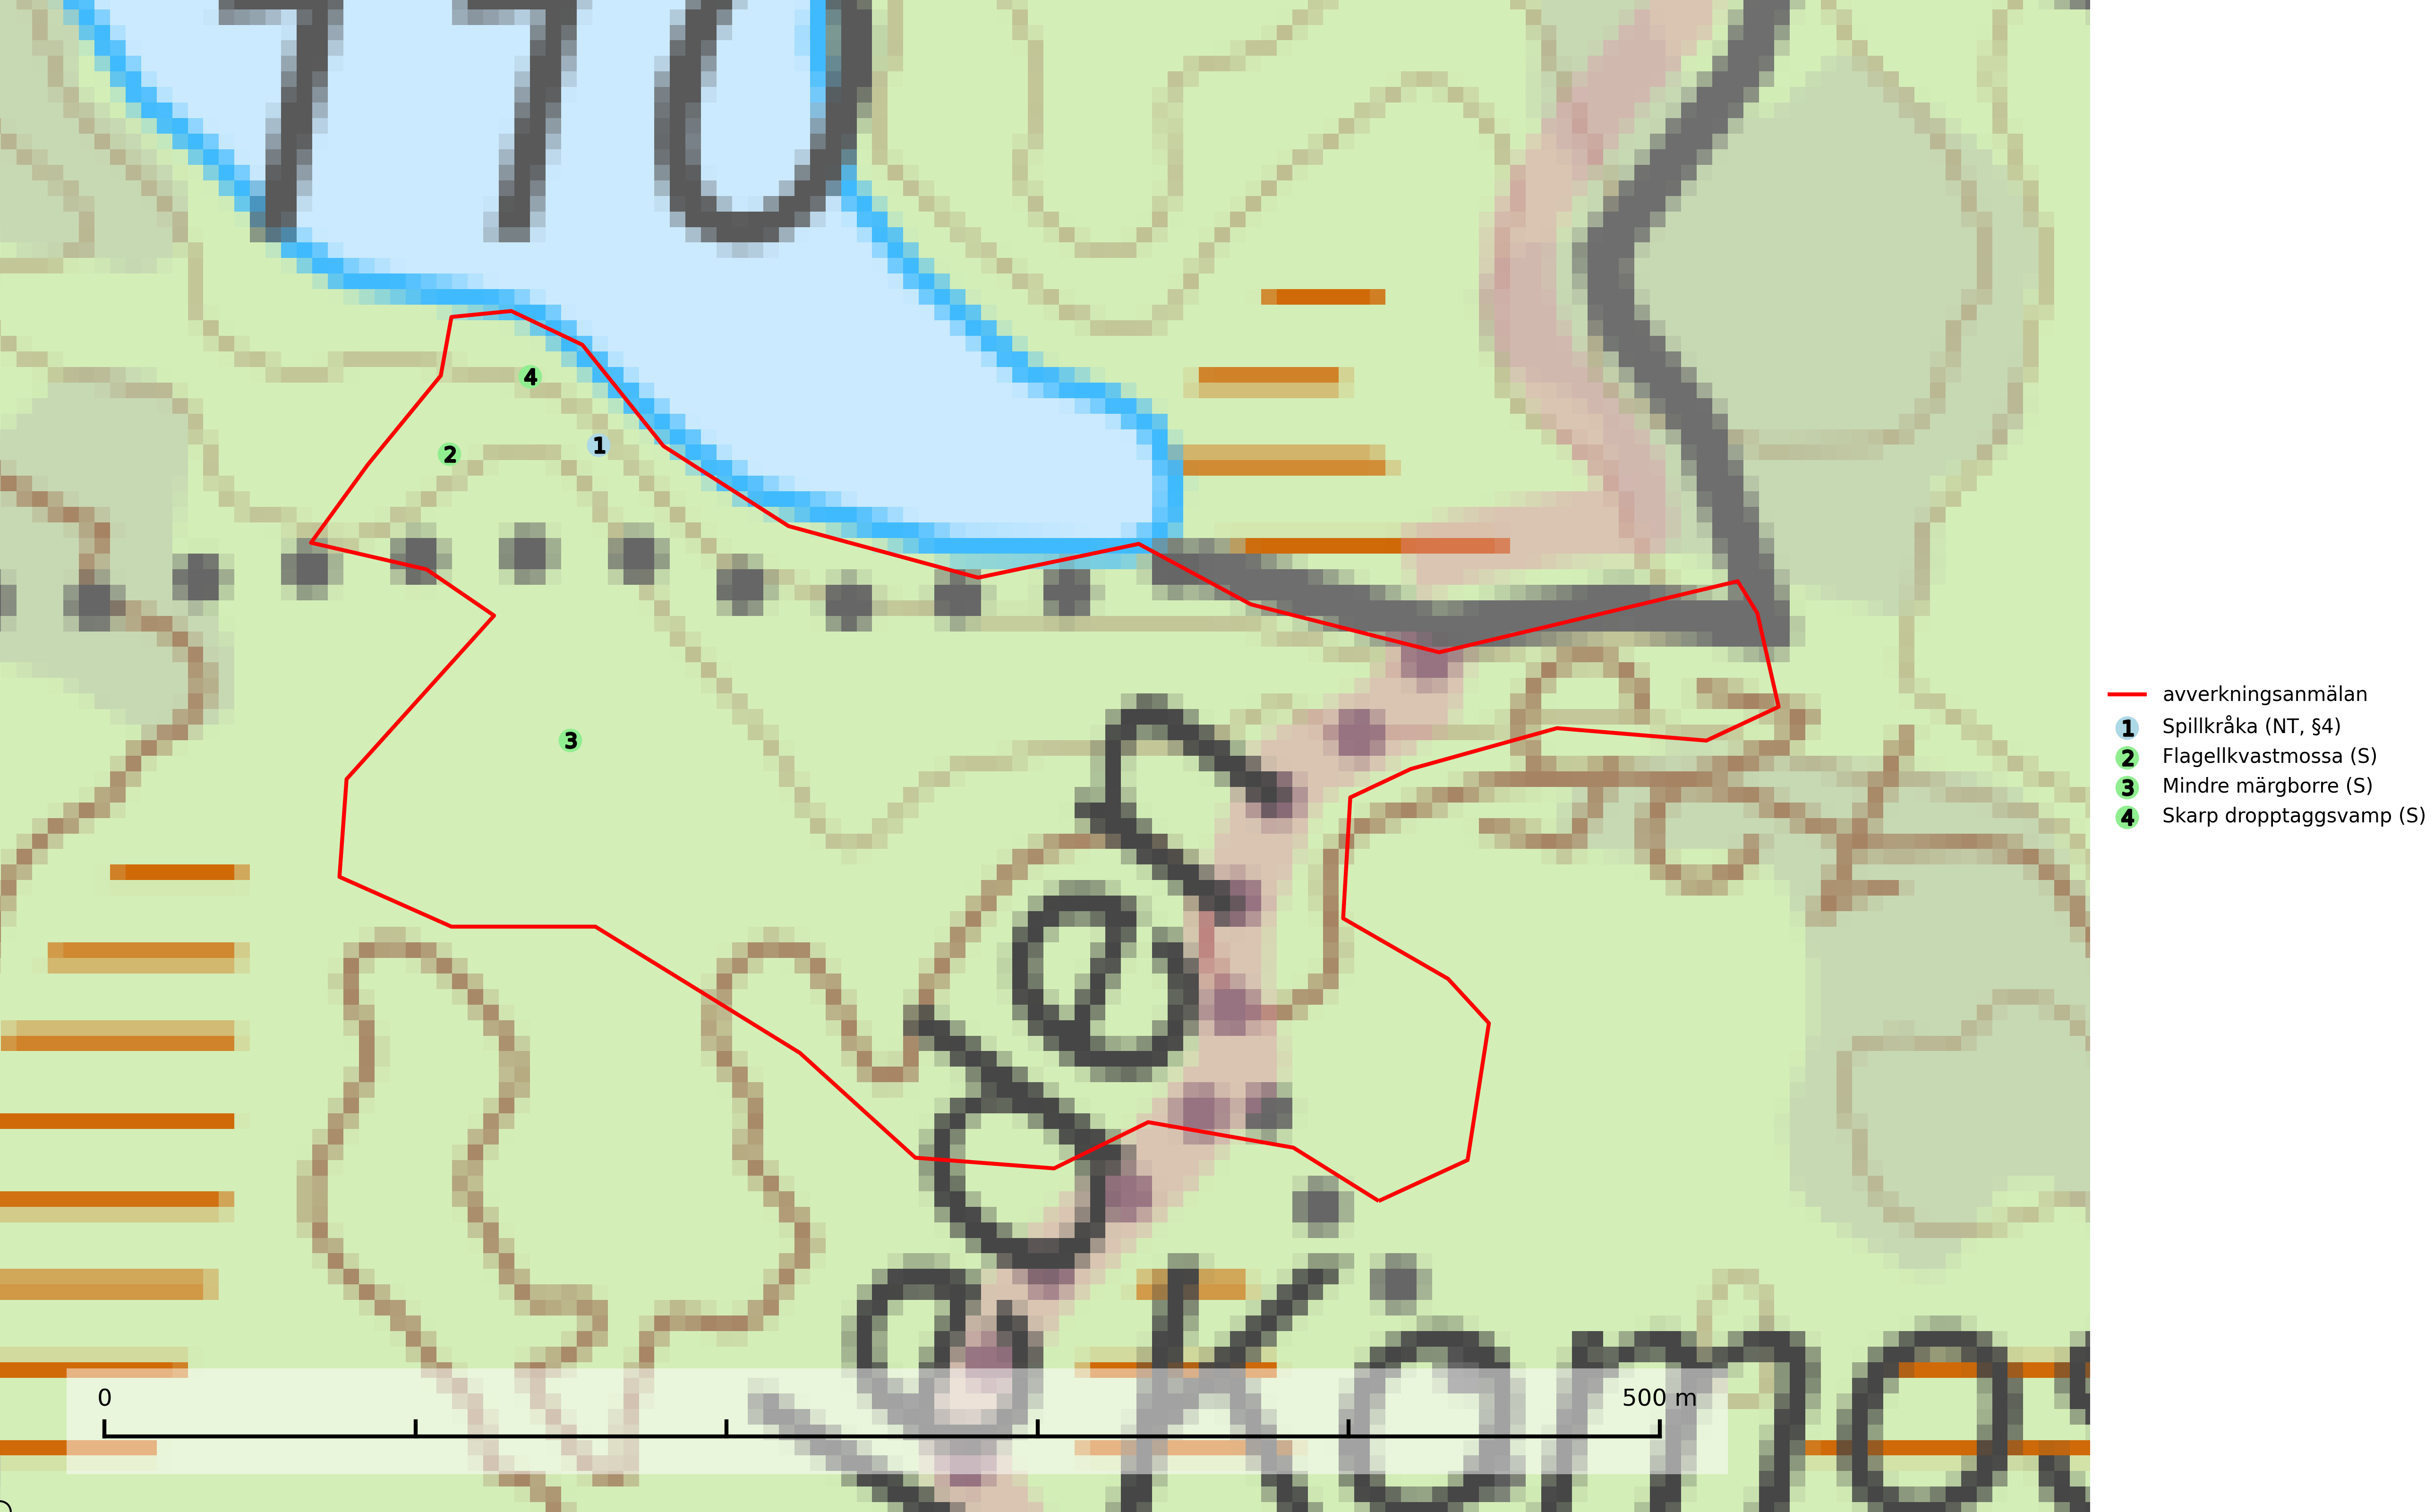 avverkningsanmälan
1 Spillkråka (NT, §4)
2 Flagellkvastmossa (S)
3 Mindre märgborre (S)
4 Skarp dropptaggsvamp (S)
4
1
2
3
0
500 m